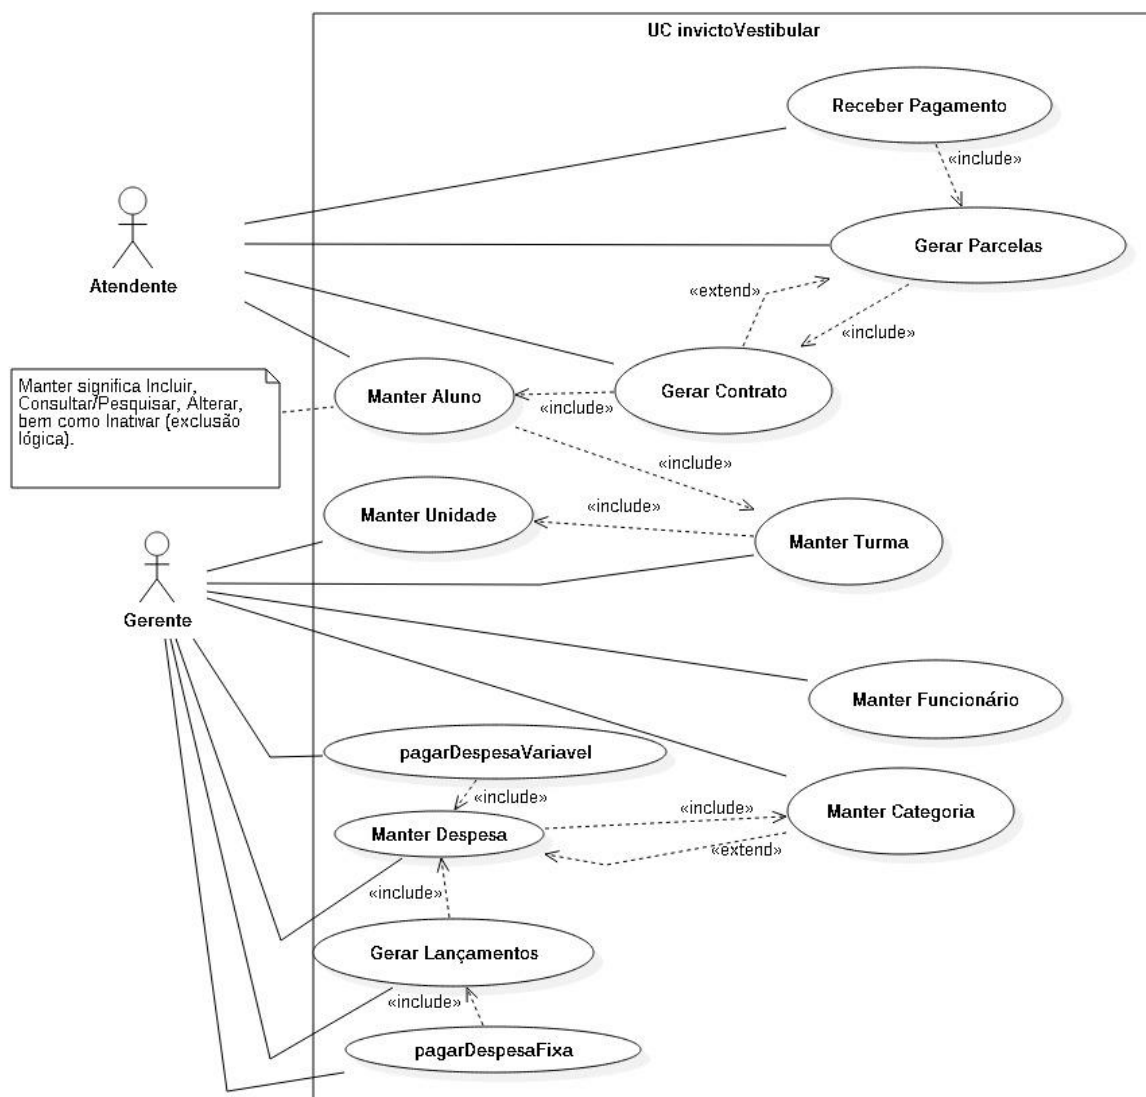 UC invictoVestibular
Receber Pagamento
«include»
Gerar Parcelas
Atendente
«extend»
«include»
Manter significa Incluir,
Consultar/Pesquisar, Alterar,
bem como Inativar (exclusão
lógica).
Manter Aluno
Gerar Contrato
«include»
«include»
Manter Unidade
«include»
Manter Turma
Gerente
Manter Funcionário
pagarDespesaVariavel
«include»
Manter Despesa
«include»
Manter Categoria
«extend»
«include»
Gerar Lançamentos
«include»
pagarDespesaFixa